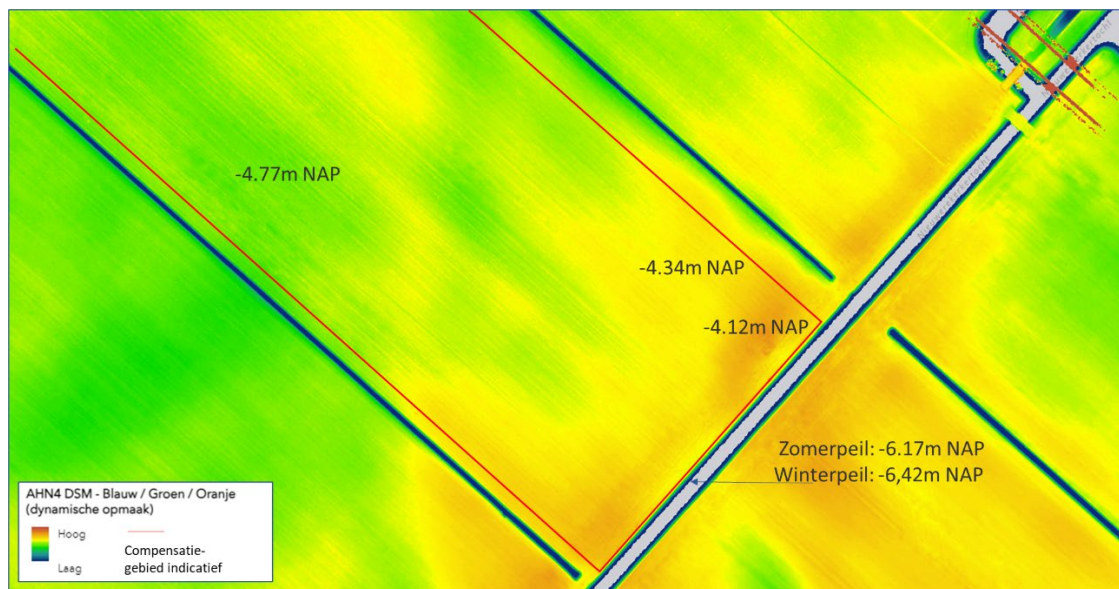 -4.77m NAP
-4.34m NAP
-4.12m NAP
Zomerpeil: -6.17m NAP
Winterpeil: -6,42m NAP
AHN4 DSM - Blauw / Groen / Oranje
(dynamische opmaak)
Hoog
Laag
Compensatie-
gebied indicatief